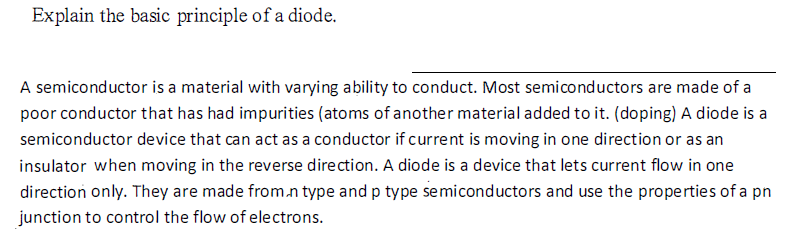 Explain the basic principle of a diode.
A semiconductor is a material with varying ability to conduct. Most semiconductors are made of a
poor conductor that has had impurities (atoms of another material added to it. (doping) A diode is a
semiconductor device that can act as a conductor if current is moving in one direction or as an
insulator when moving in the reverse direction. A diode is a device that lets current flow in one
direction only. They are made from n type and p type semiconductors and use the properties of a pn
junction to control the flow of electrons.